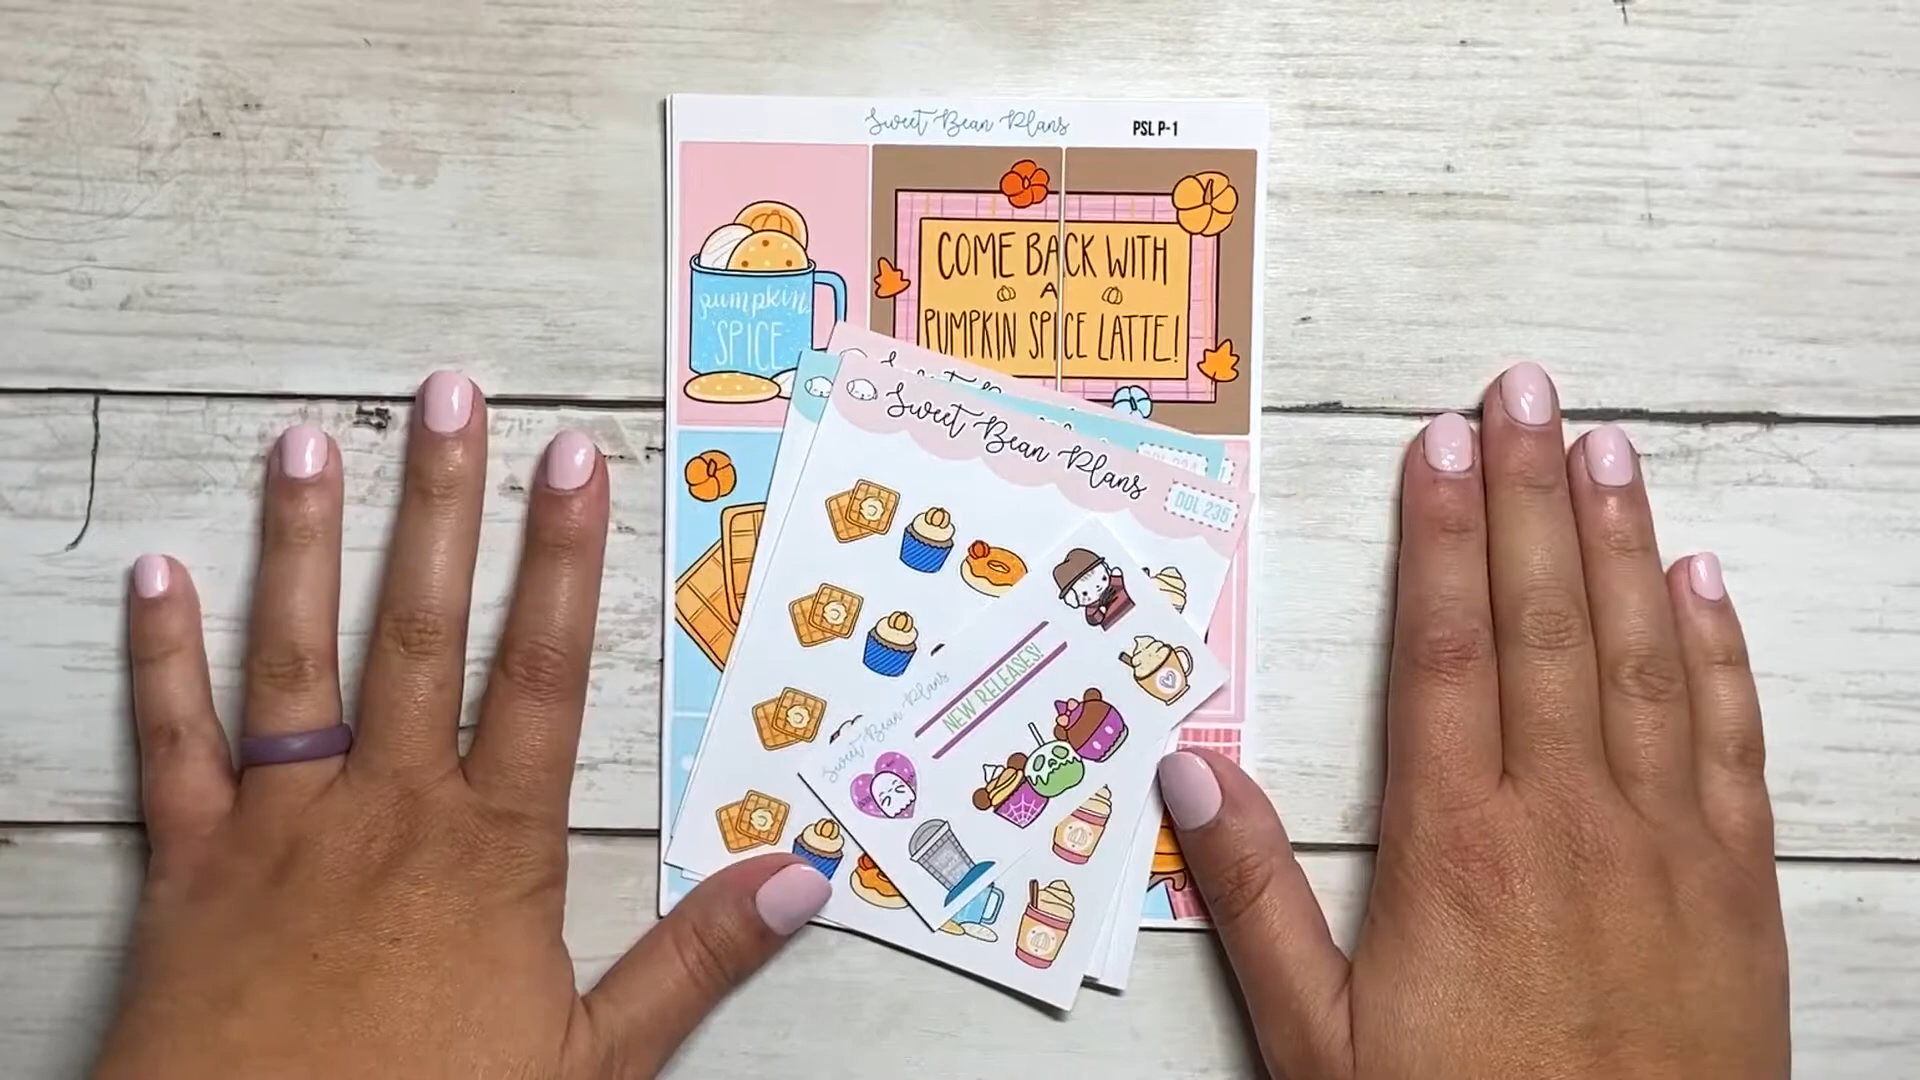 Sweet Bean Plans
PSL P-1
pumpkin
SPICE
COME BACK WITH
A
PUMPKIN SPICE LATTE!
Sweet Bean Plans
DDL 235
NEW RELEASES!
Sweet Bean Plans